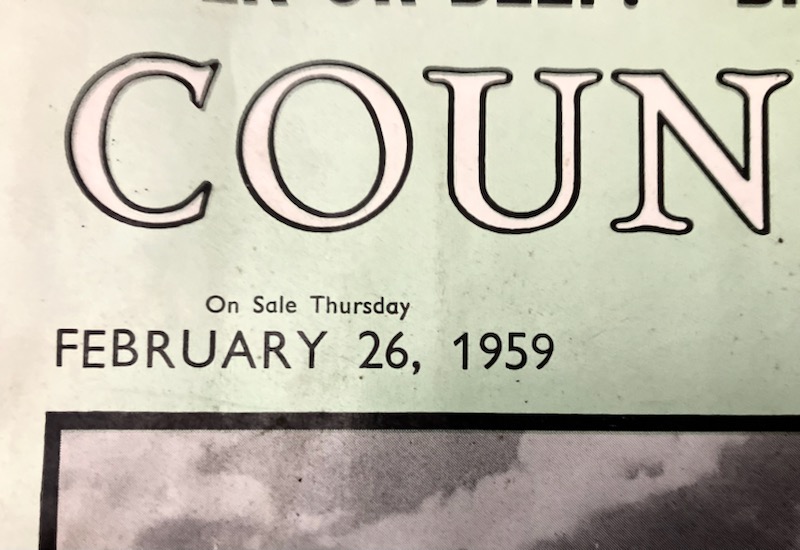 COUN
On Sale Thursday
FEBRUARY 26, 1959